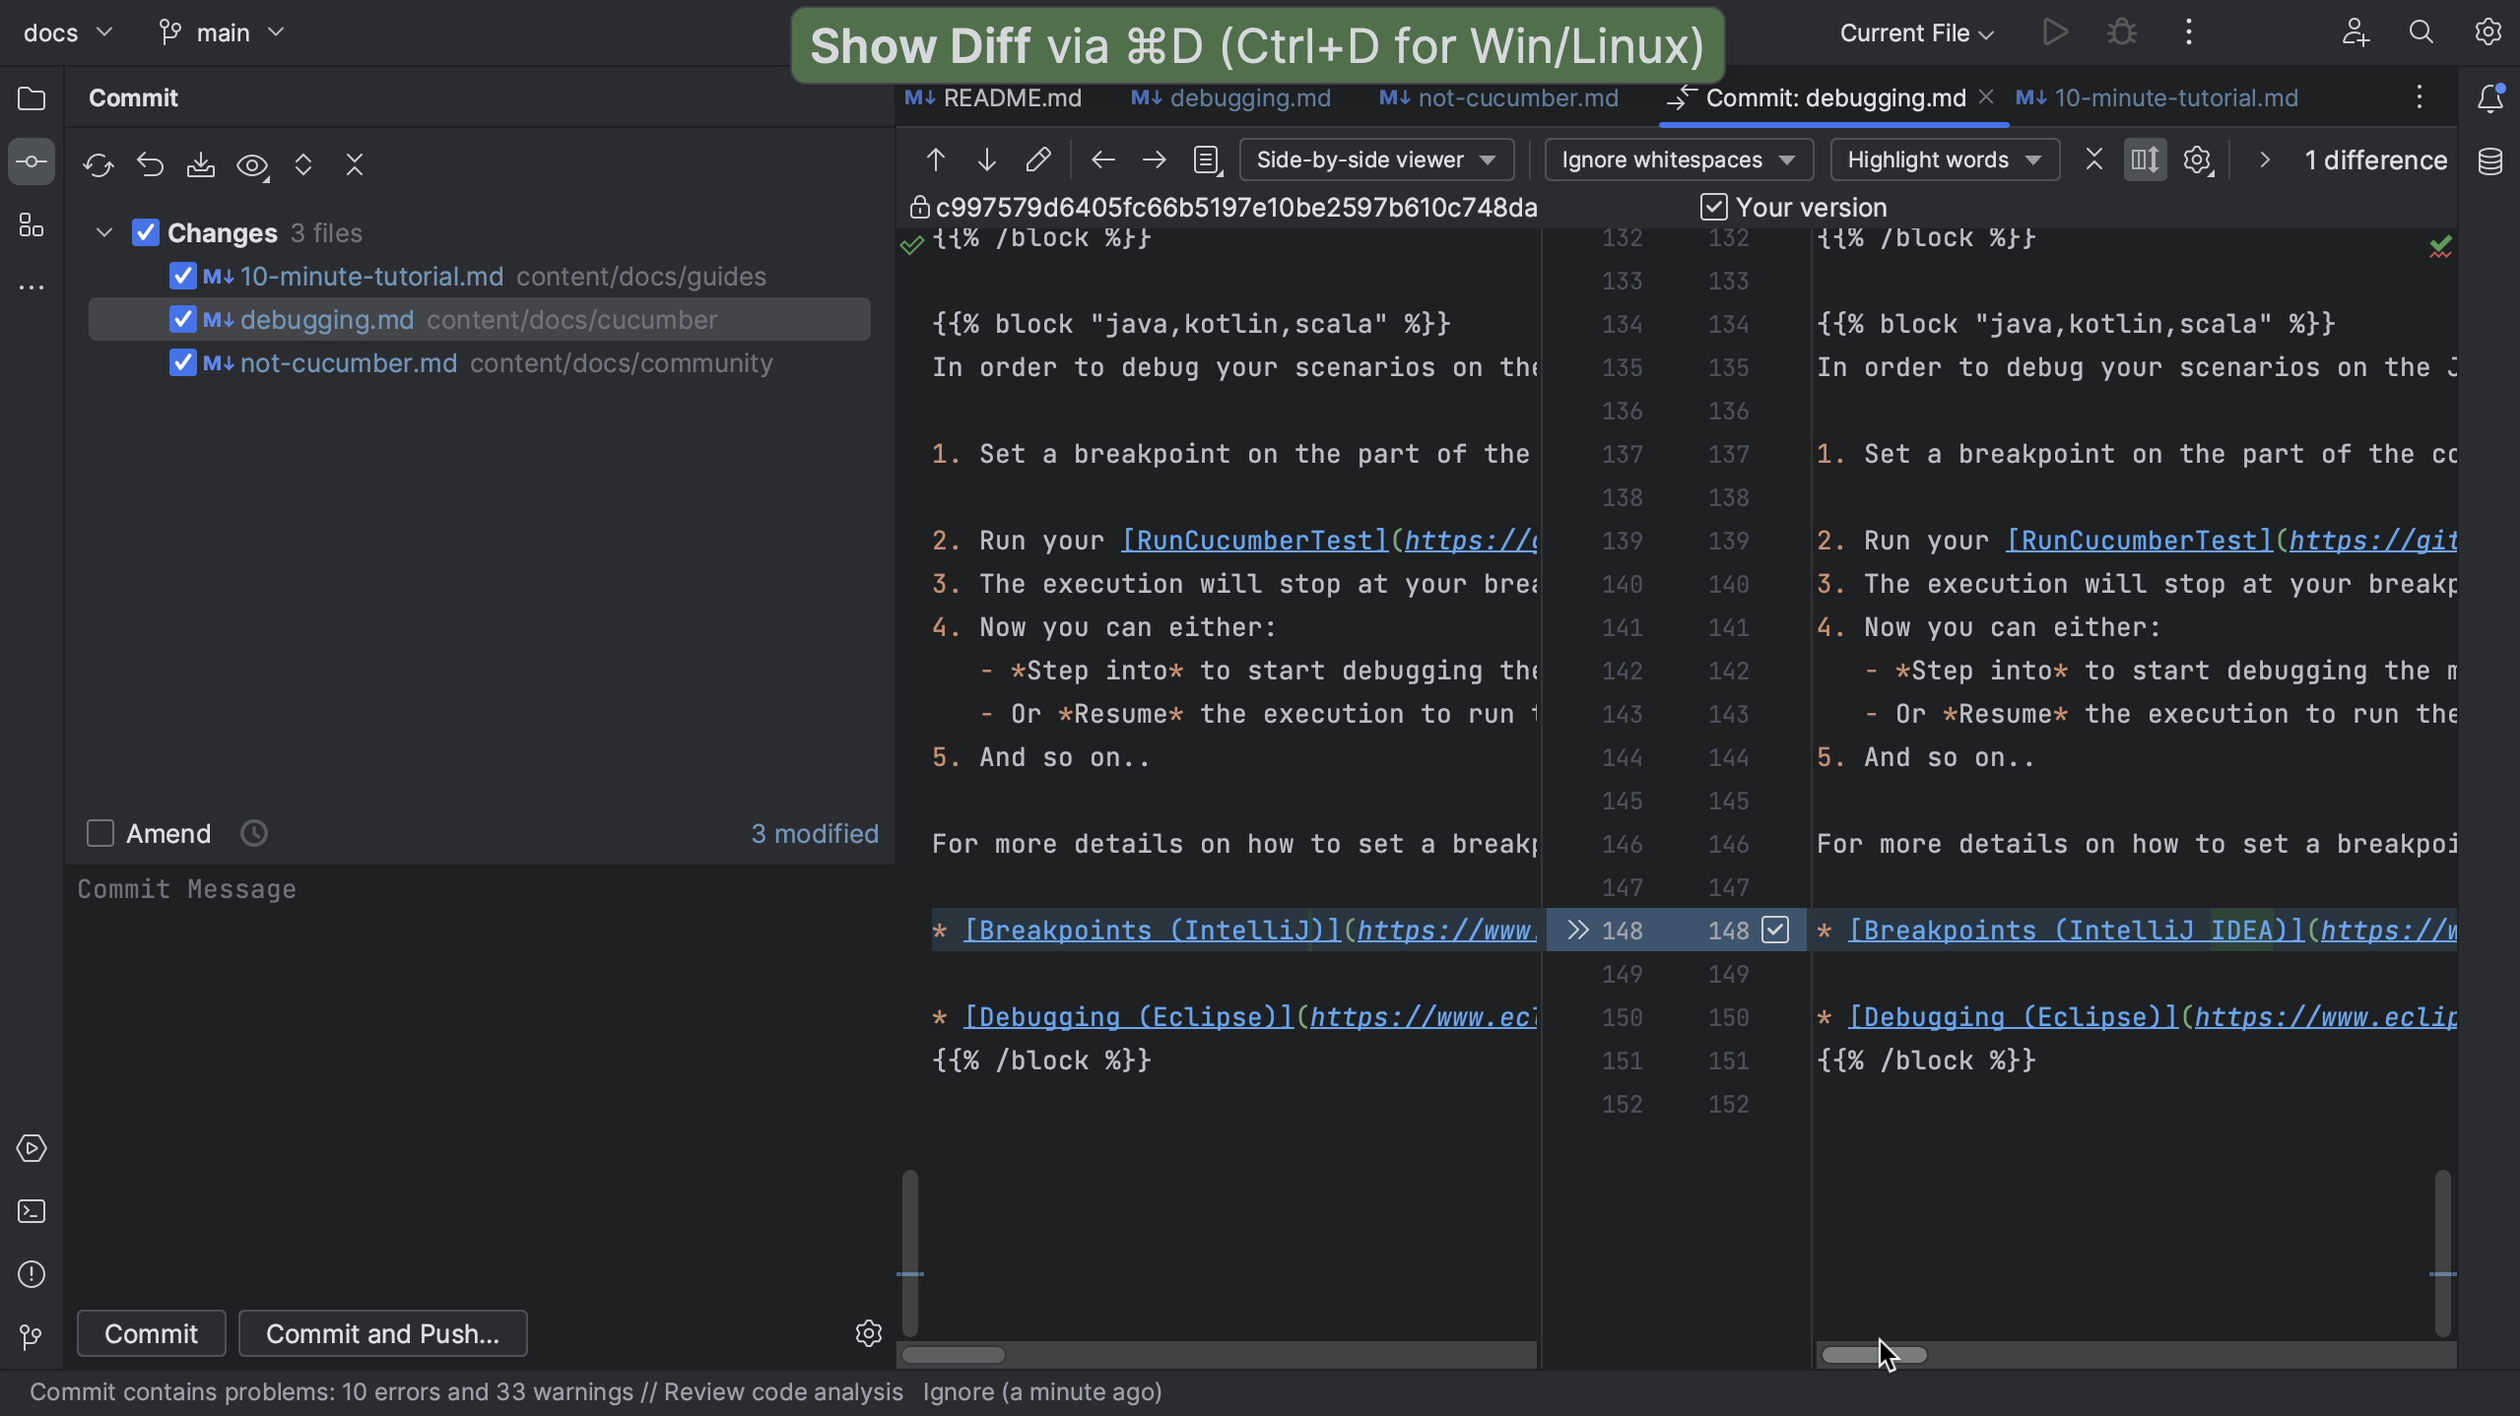 docs main Show Diff via ⌘D (Ctrl+D for Win/Linux) Current File
Commit
M↓ README.md M↓ debugging.md M↓ not-cucumber.md Commit: debugging.md M↓ 10-minute-tutorial.md
Side-by-side viewer Ignore whitespaces Highlight words 1 difference
c997579d6405fc66b5197e10be2597b610c748da Your version
Changes 3 files
M↓ 10-minute-tutorial.md content/docs/guides
M↓ debugging.md content/docs/cucumber
M↓ not-cucumber.md content/docs/community
Amend 3 modified
Commit Message
Commit Commit and Push...
{{% /block %}} 132 132 {{% /block %}}
133 133
{{% block "java,kotlin,scala" %}} 134 134 {{% block "java,kotlin,scala" %}}
In order to debug your scenarios on the 135 135 In order to debug your scenarios on the J
136 136
1. Set a breakpoint on the part of the 137 137 1. Set a breakpoint on the part of the co
138 138
2. Run your [RunCucumberTest](https://g 139 139 2. Run your [RunCucumberTest](https://git
3. The execution will stop at your brea 140 140 3. The execution will stop at your breakp
4. Now you can either: 141 141 4. Now you can either:
- *Step into* to start debugging the 142 142 - *Step into* to start debugging the m
- Or *Resume* the execution to run t 143 143 - Or *Resume* the execution to run the
5. And so on.. 144 144 5. And so on..
145 145
For more details on how to set a breakp 146 146 For more details on how to set a breakpoi
147 147
* [Breakpoints (IntelliJ)](https://www. 148 148 * [Breakpoints (IntelliJ IDEA)](https://w
149 149
* [Debugging (Eclipse)](https://www.ecl 150 150 * [Debugging (Eclipse)](https://www.eclip
{{% /block %}} 151 151 {{% /block %}}
152 152
Commit contains problems: 10 errors and 33 warnings // Review code analysis Ignore (a minute ago)